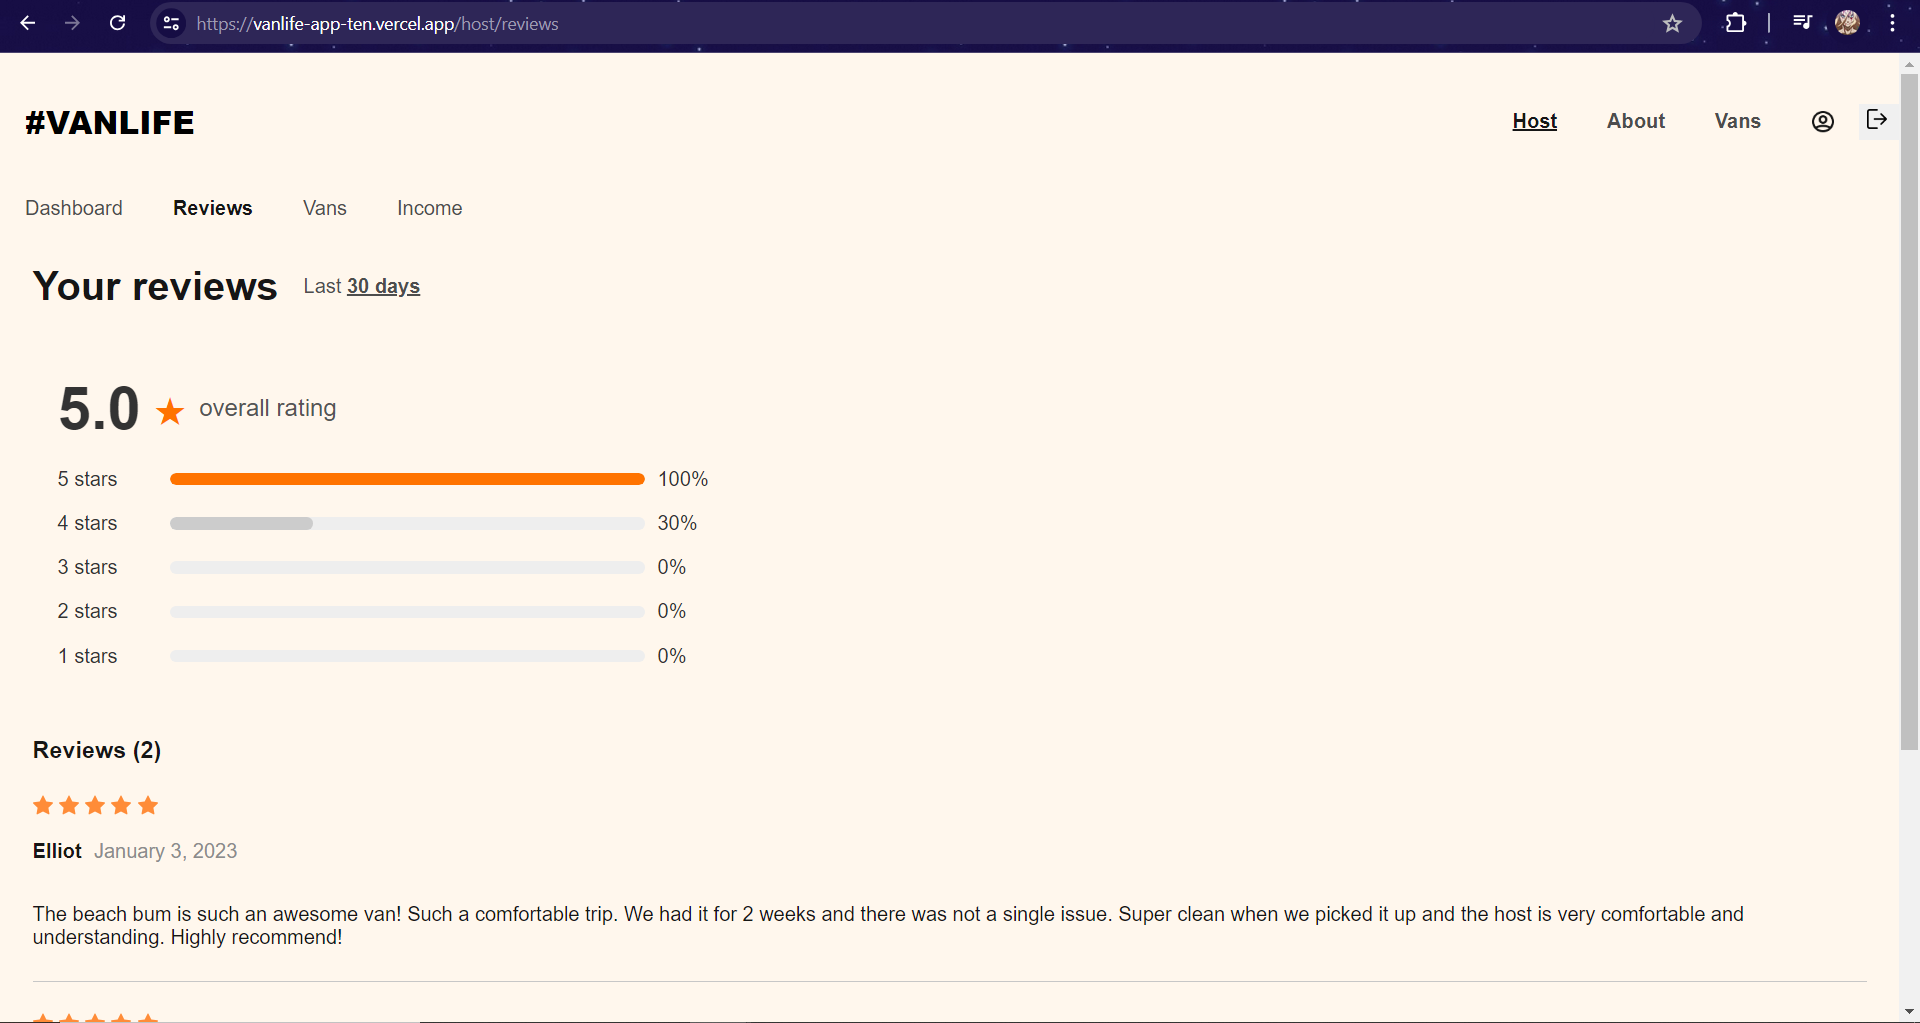 https://vanlife-app-ten.vercel.app/host/reviews
#VANLIFE
Host About Vans
Dashboard Reviews Vans Income
Your reviews Last 30 days
5.0 overall rating
5 stars 100%
4 stars 30%
3 stars 0%
2 stars 0%
1 stars 0%
Reviews (2)
Elliot January 3, 2023
The beach bum is such an awesome van! Such a comfortable trip. We had it for 2 weeks and there was not a single issue. Super clean when we picked it up and the host is very comfortable and
understanding. Highly recommend!